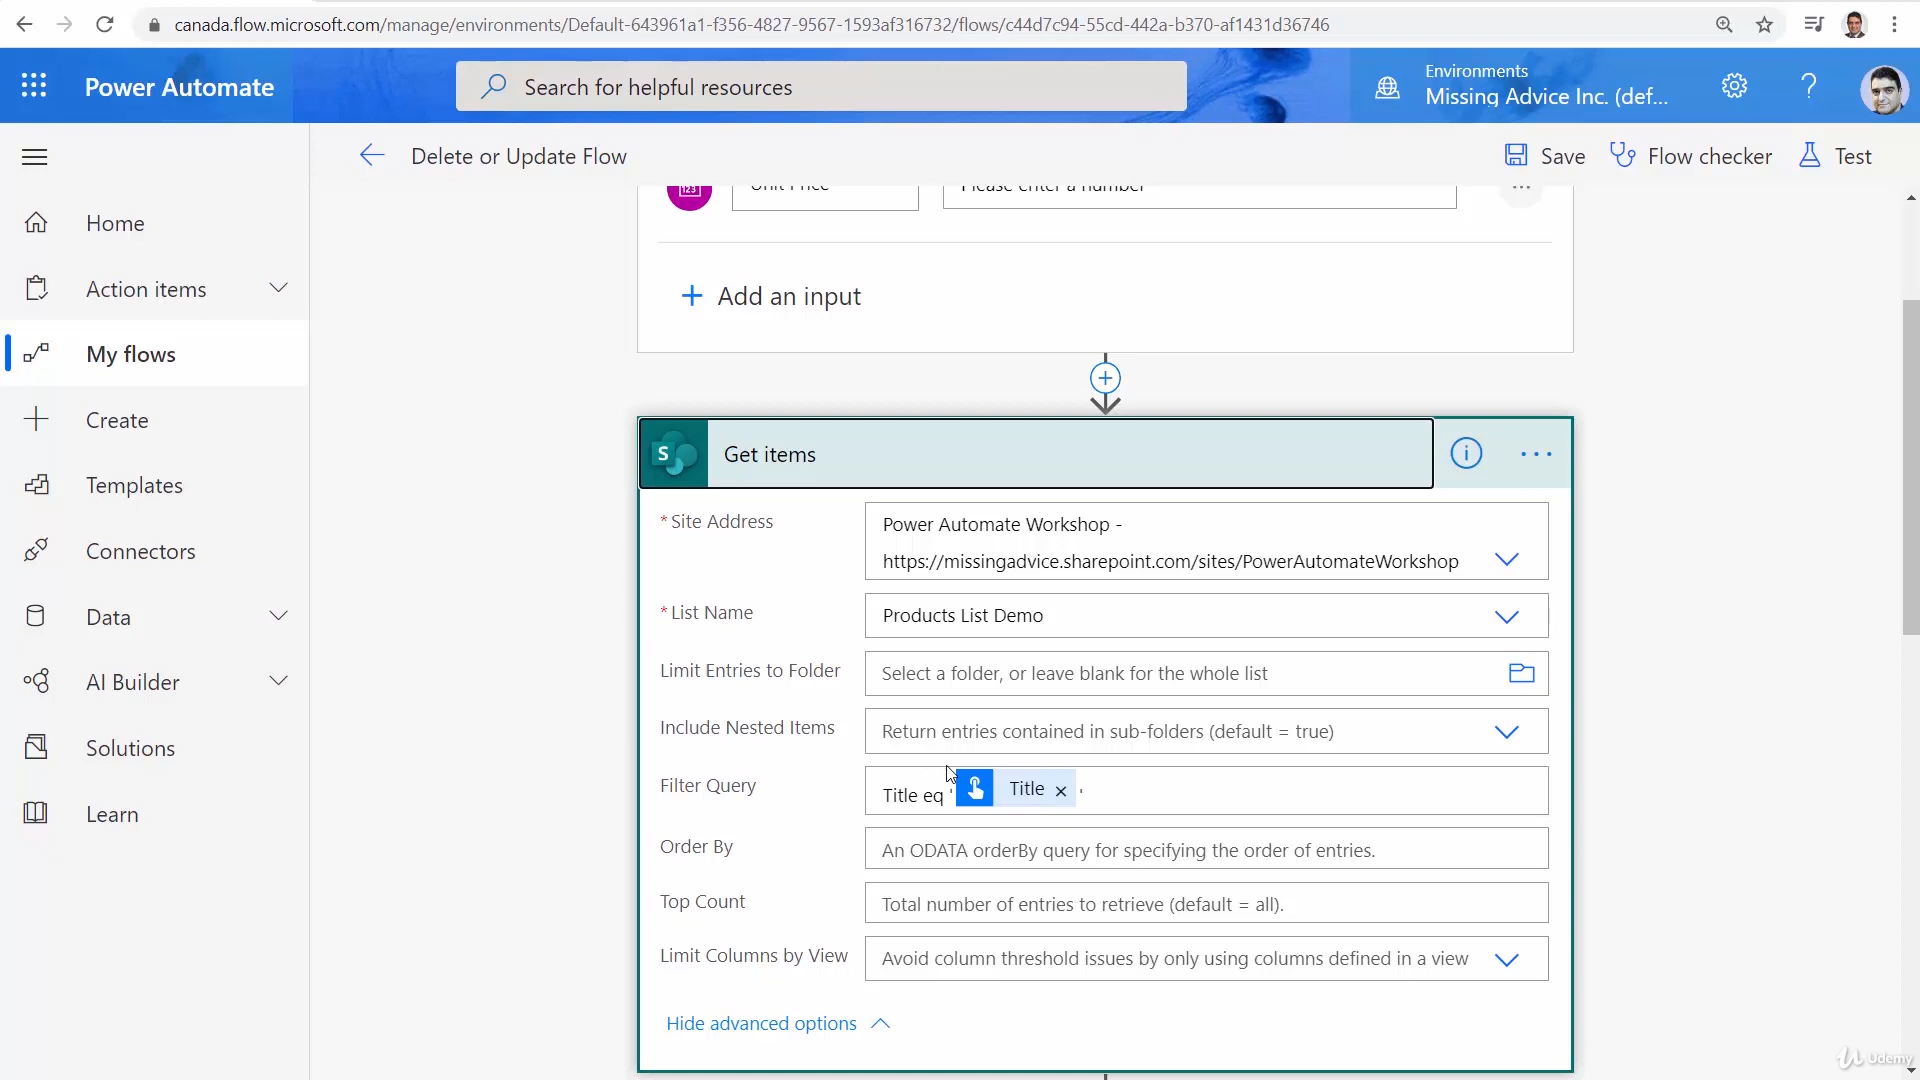 canada.flow.microsoft.com/manage/environments/Default-643961a1-f356-4827-9567-1593af316732/flows/c44d7c94-55cd-442a-b370-af1431d36746
Power Automate
Search for helpful resources
Environments
Missing Advice Inc. (def...
Delete or Update Flow
Save
Flow checker
Test
Home
Action items
My flows
Create
Templates
Connectors
Data
AI Builder
Solutions
Learn
123
Unit Price
Please enter a number
Add an input
S
Get items
* Site Address
Power Automate Workshop -
https://missingadvice.sharepoint.com/sites/PowerAutomateWorkshop
* List Name
Products List Demo
Limit Entries to Folder
Select a folder, or leave blank for the whole list
Include Nested Items
Return entries contained in sub-folders (default = true)
Filter Query
Title eq ' Title × '
Order By
An ODATA orderBy query for specifying the order of entries.
Top Count
Total number of entries to retrieve (default = all).
Limit Columns by View
Avoid column threshold issues by only using columns defined in a view
Hide advanced options
Udemy